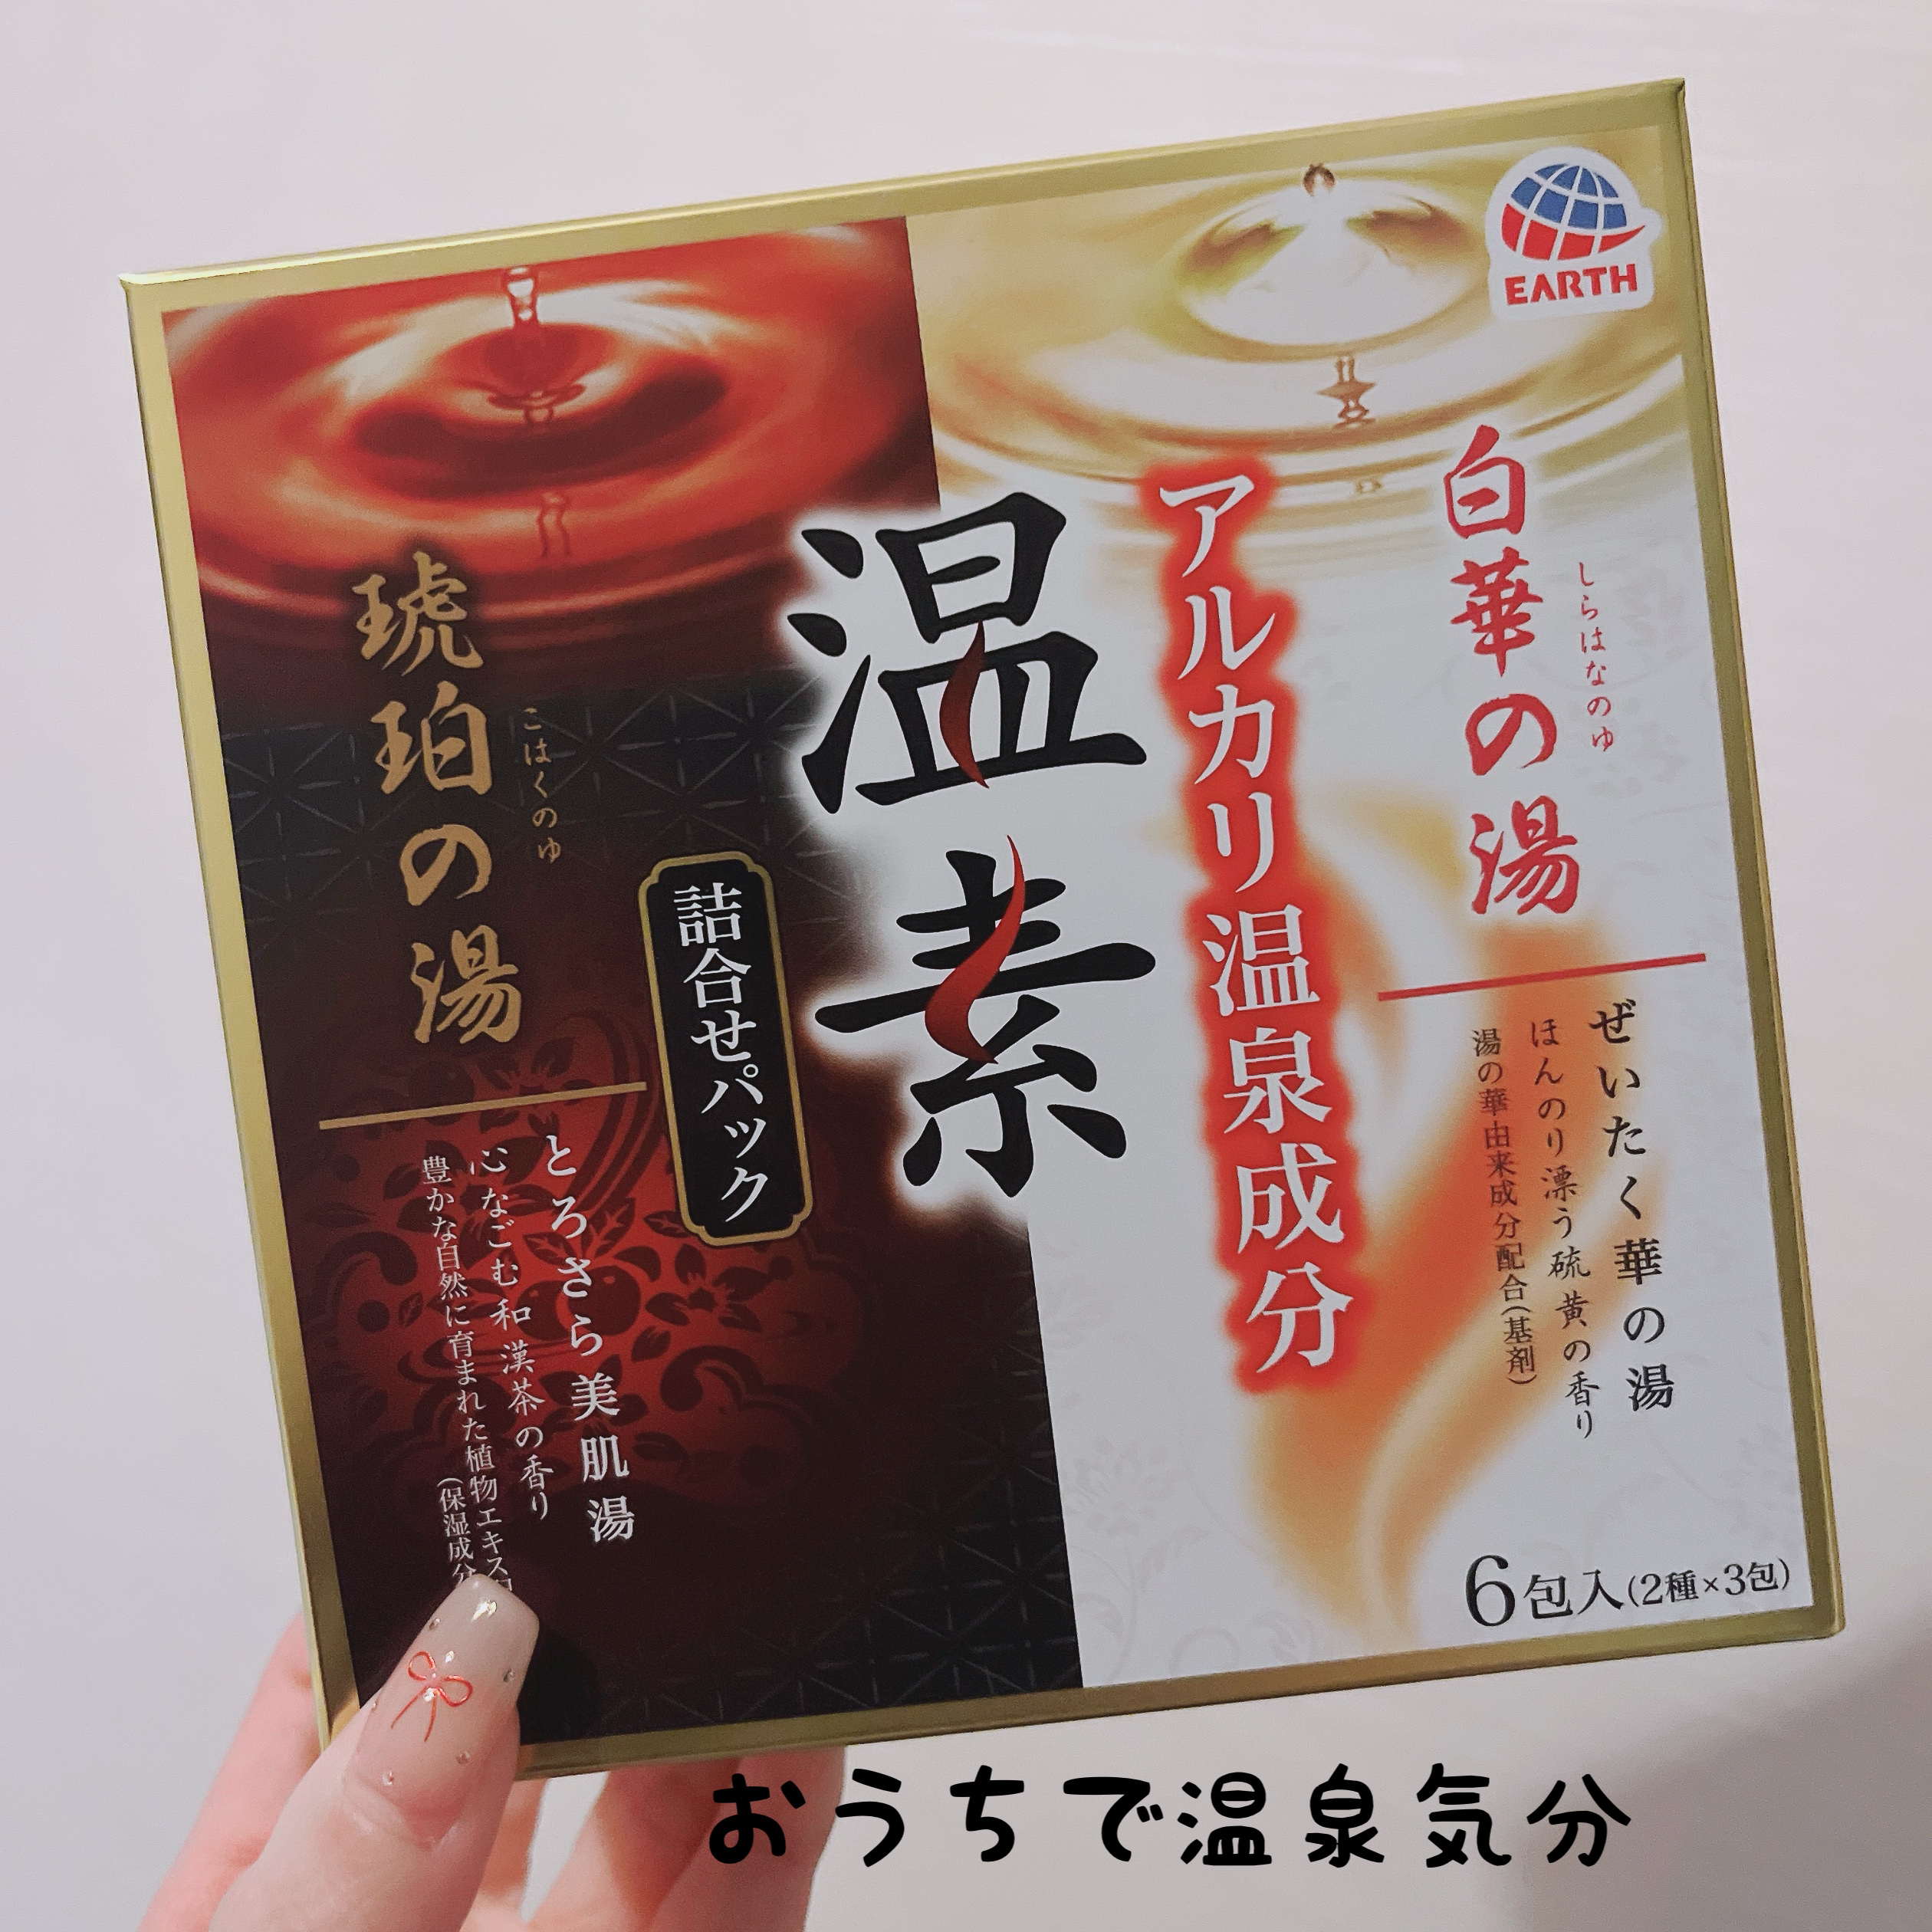 EARTH
白華の湯
しらはなのゆ
ぜいたく華の湯
ほんのり漂う硫黄の香り
湯の華由来成分配合(基剤)
アルカリ温泉成分
温素
詰合せパック
琥珀の湯
こはくのゆ
とろさら美肌湯
心なごむ和漢茶の香り
豊かな自然に育まれた植物エキス
(保湿成分
6包入(2種×3包)
おうちで温泉気分